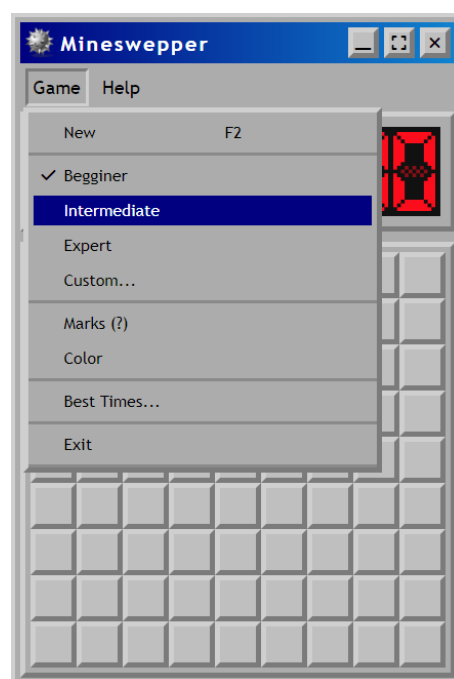 Mineswepper
Game Help
New F2
✓ Begginer
Intermediate
Expert
Custom...
Marks (?)
Color
Best Times...
Exit